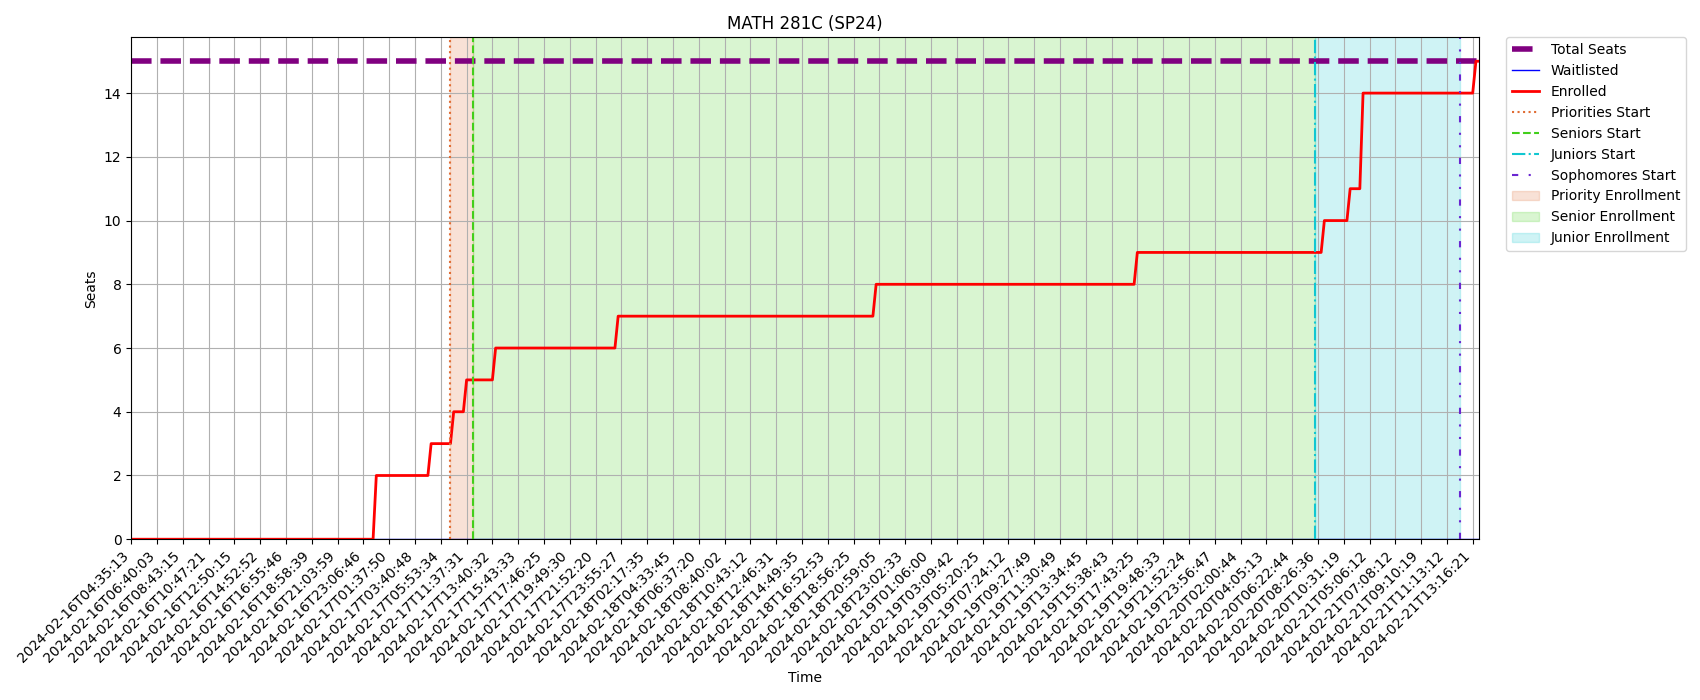 MATH 281C (SP24)
Total Seats
Waitlisted
Enrolled
Priorities Start
Seniors Start
Juniors Start
Sophomores Start
Priority Enrollment
Senior Enrollment
Junior Enrollment
Seats
14
12
10
8
6
4
2
0
2024-02-16T04:35:13
2024-02-16T06:40:03
2024-02-16T08:43:15
2024-02-16T10:47:21
2024-02-16T12:50:15
2024-02-16T14:52:52
2024-02-16T16:55:46
2024-02-16T18:58:39
2024-02-16T21:03:59
2024-02-16T23:06:46
2024-02-17T01:37:50
2024-02-17T03:40:48
2024-02-17T05:53:34
2024-02-17T11:37:31
2024-02-17T13:40:32
2024-02-17T15:43:33
2024-02-17T17:46:25
2024-02-17T19:49:30
2024-02-17T21:52:20
2024-02-17T23:55:27
2024-02-18T02:17:35
2024-02-18T04:33:45
2024-02-18T06:37:20
2024-02-18T08:40:02
2024-02-18T10:43:12
2024-02-18T12:46:31
2024-02-18T14:49:35
2024-02-18T16:52:53
2024-02-18T18:56:25
2024-02-18T20:59:05
2024-02-18T23:02:33
2024-02-19T01:06:00
2024-02-19T03:09:42
2024-02-19T05:20:25
2024-02-19T07:24:12
2024-02-19T09:27:49
2024-02-19T11:30:49
2024-02-19T13:34:45
2024-02-19T15:38:43
2024-02-19T17:43:25
2024-02-19T19:48:33
2024-02-19T21:52:24
2024-02-19T23:56:47
2024-02-20T02:00:44
2024-02-20T04:05:13
2024-02-20T06:22:44
2024-02-20T08:26:36
2024-02-20T10:31:19
2024-02-21T05:06:12
2024-02-21T07:08:12
2024-02-21T09:10:19
2024-02-21T11:13:12
2024-02-21T13:16:21
Time